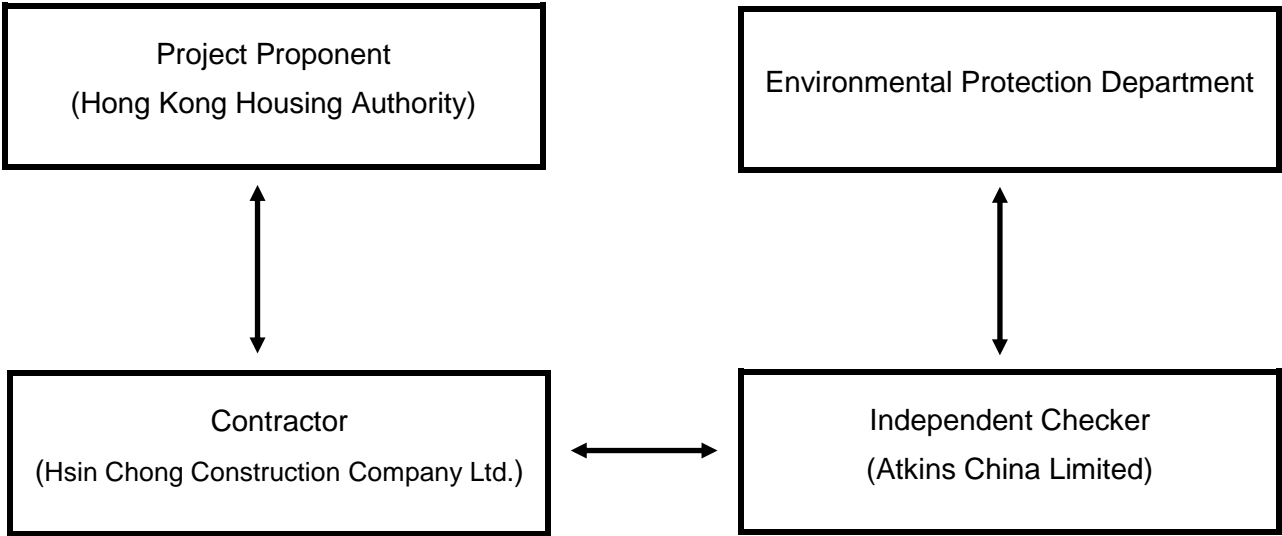 Project Proponent
(Hong Kong Housing Authority)
Environmental Protection Department
Contractor
(Hsin Chong Construction Company Ltd.)
Independent Checker
(Atkins China Limited)